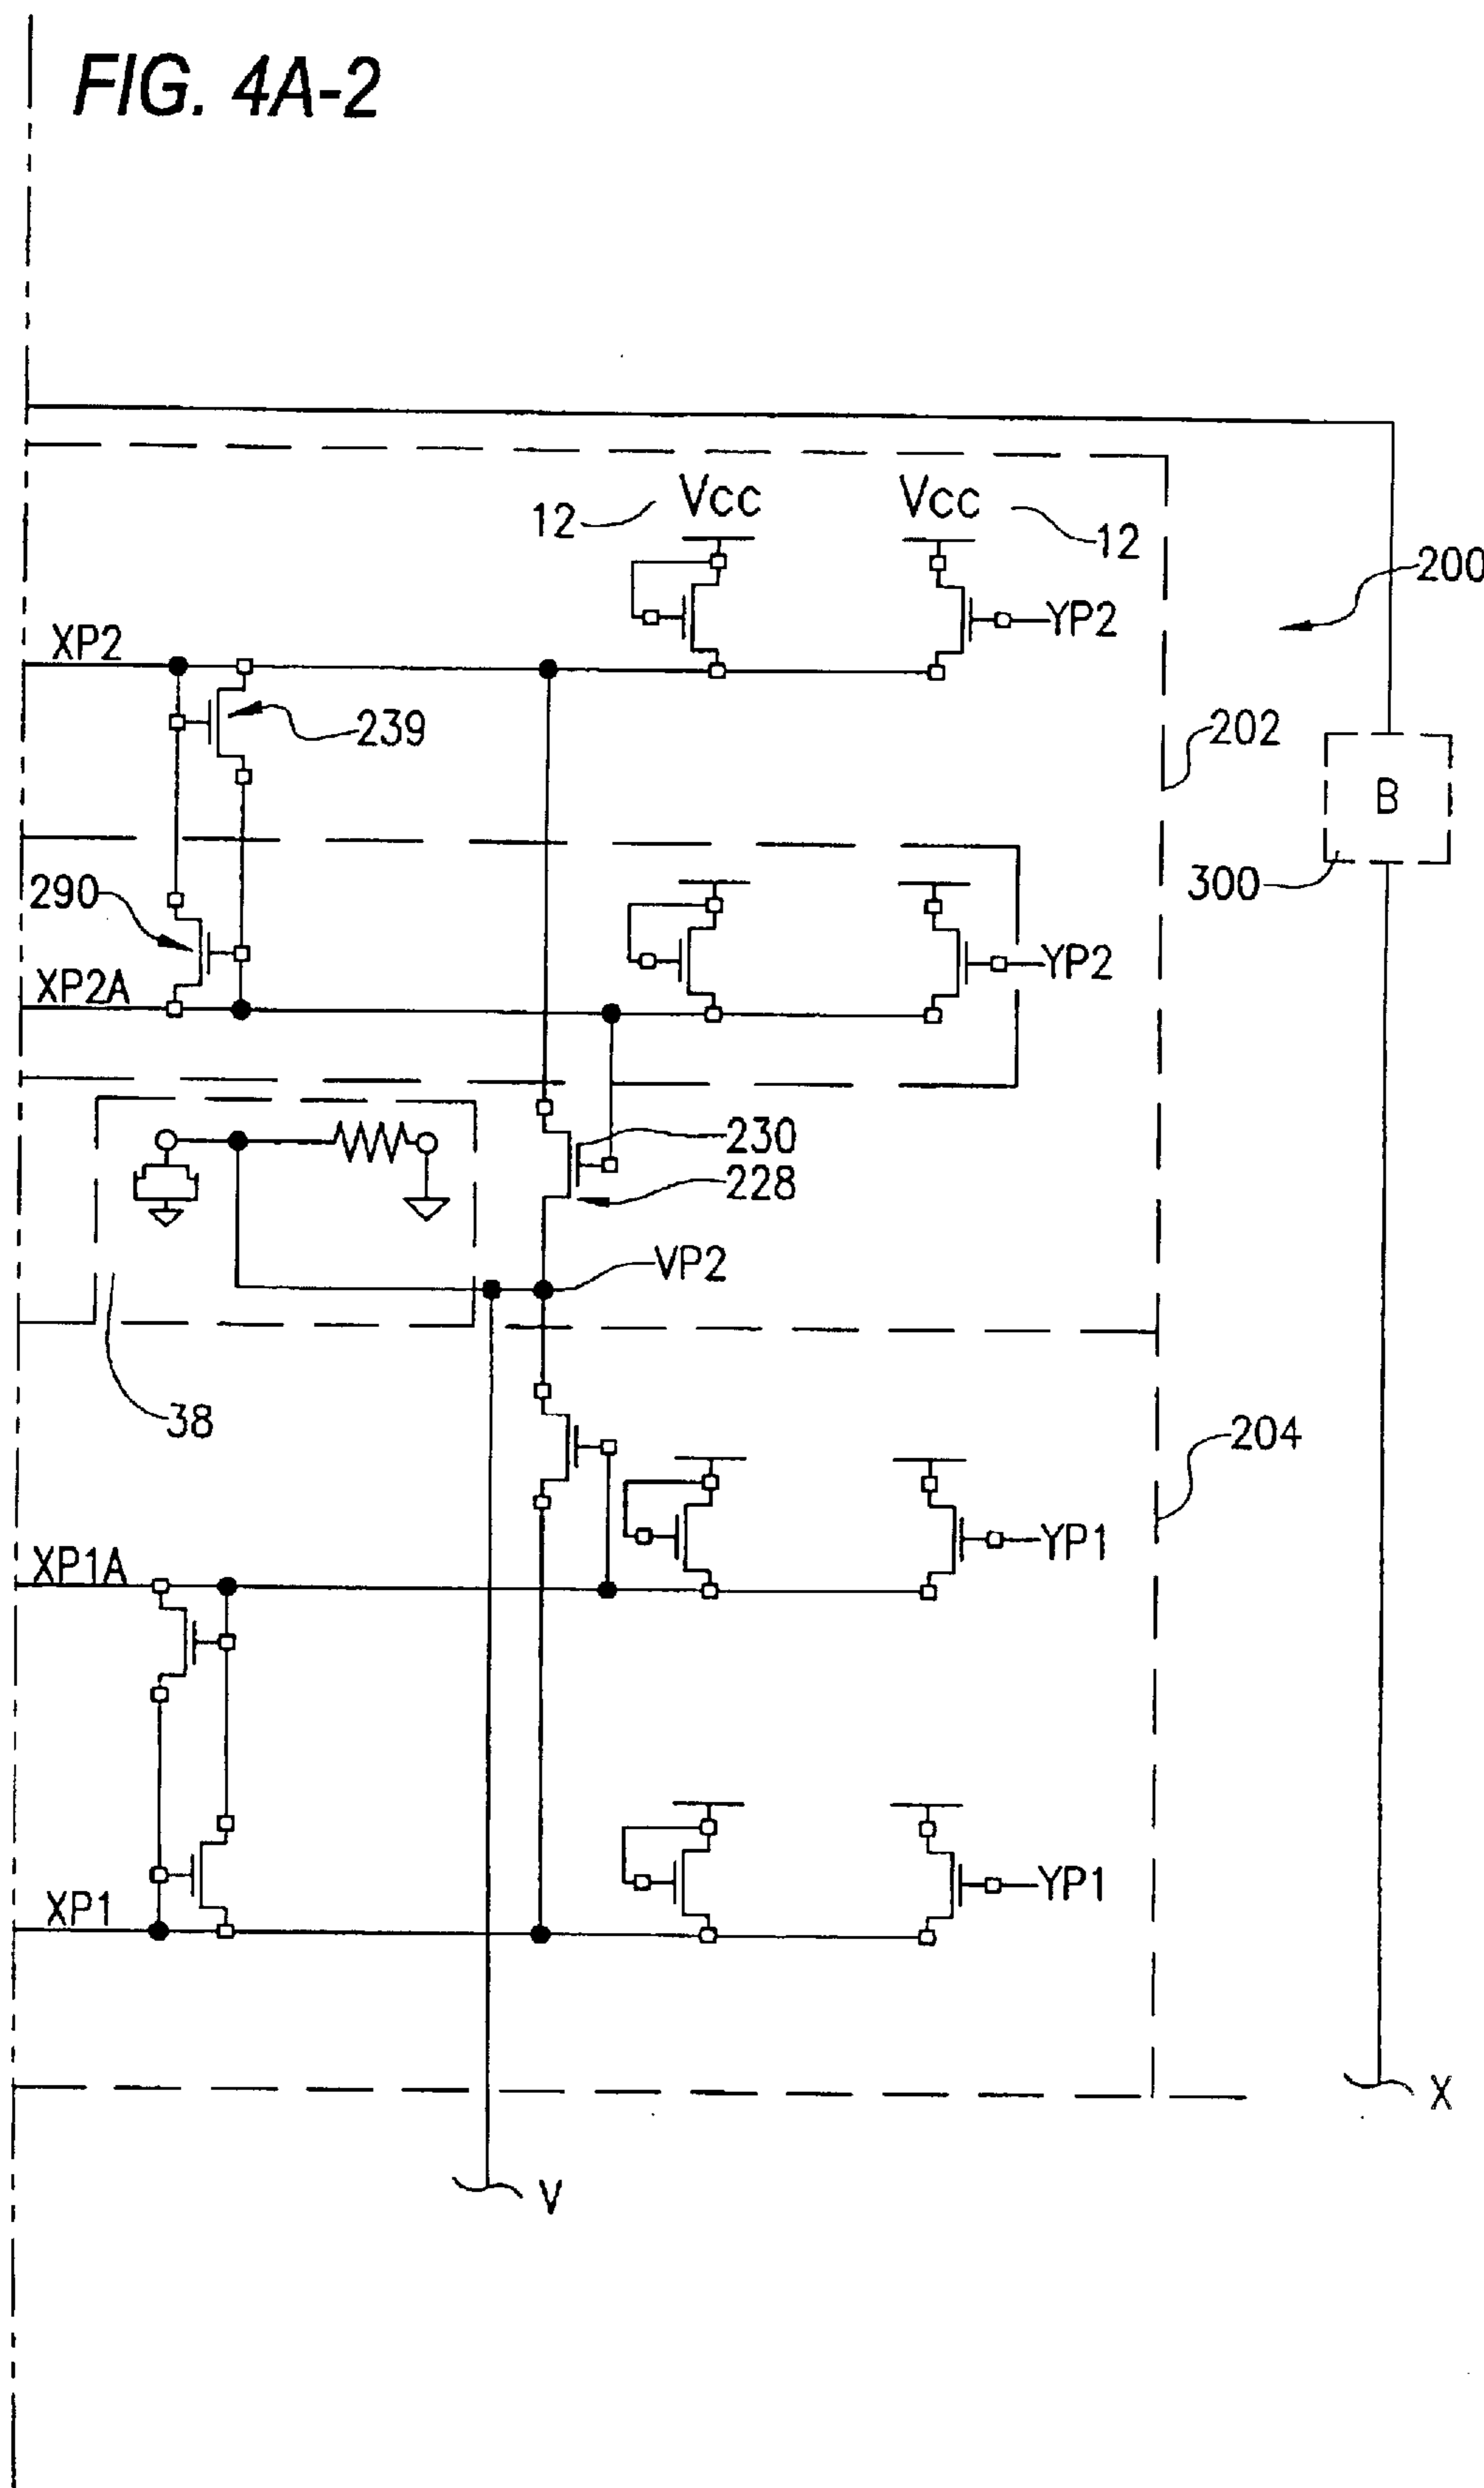 FIG. 4A-2
12
Vcc
Vcc
12
200
YP2
XP2
239
202
B
300
290
YP2
XP2A
230
228
VP2
38
204
YP1
XP1A
YP1
XP1
X
V